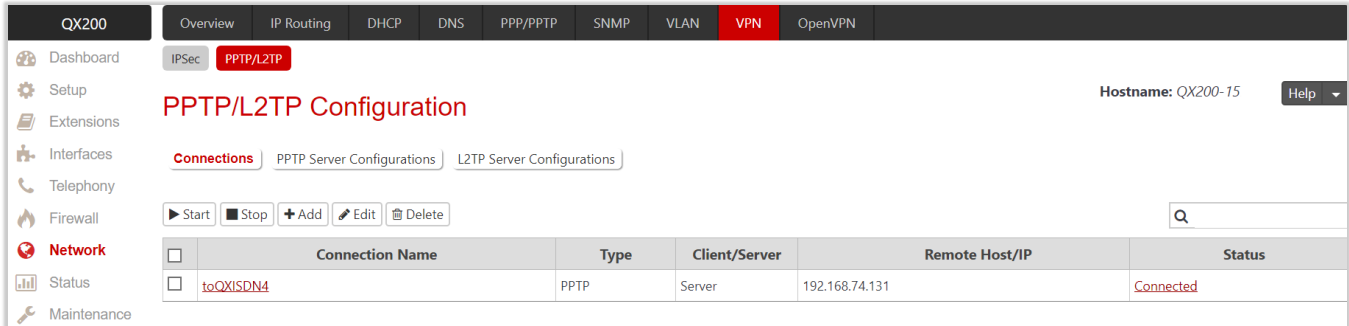 QX200
Overview IP Routing DHCP DNS PPP/PPTP SNMP VLAN VPN OpenVPN
Dashboard
Setup
Extensions
Interfaces
Telephony
Firewall
Network
Status
Maintenance
IPSec PPTP/L2TP
Hostname: QX200-15 Help
PPTP/L2TP Configuration
Connections PPTP Server Configurations L2TP Server Configurations
Start Stop Add Edit Delete
Connection Name Type Client/Server Remote Host/IP Status
toQXISDN4 PPTP Server 192.168.74.131 Connected